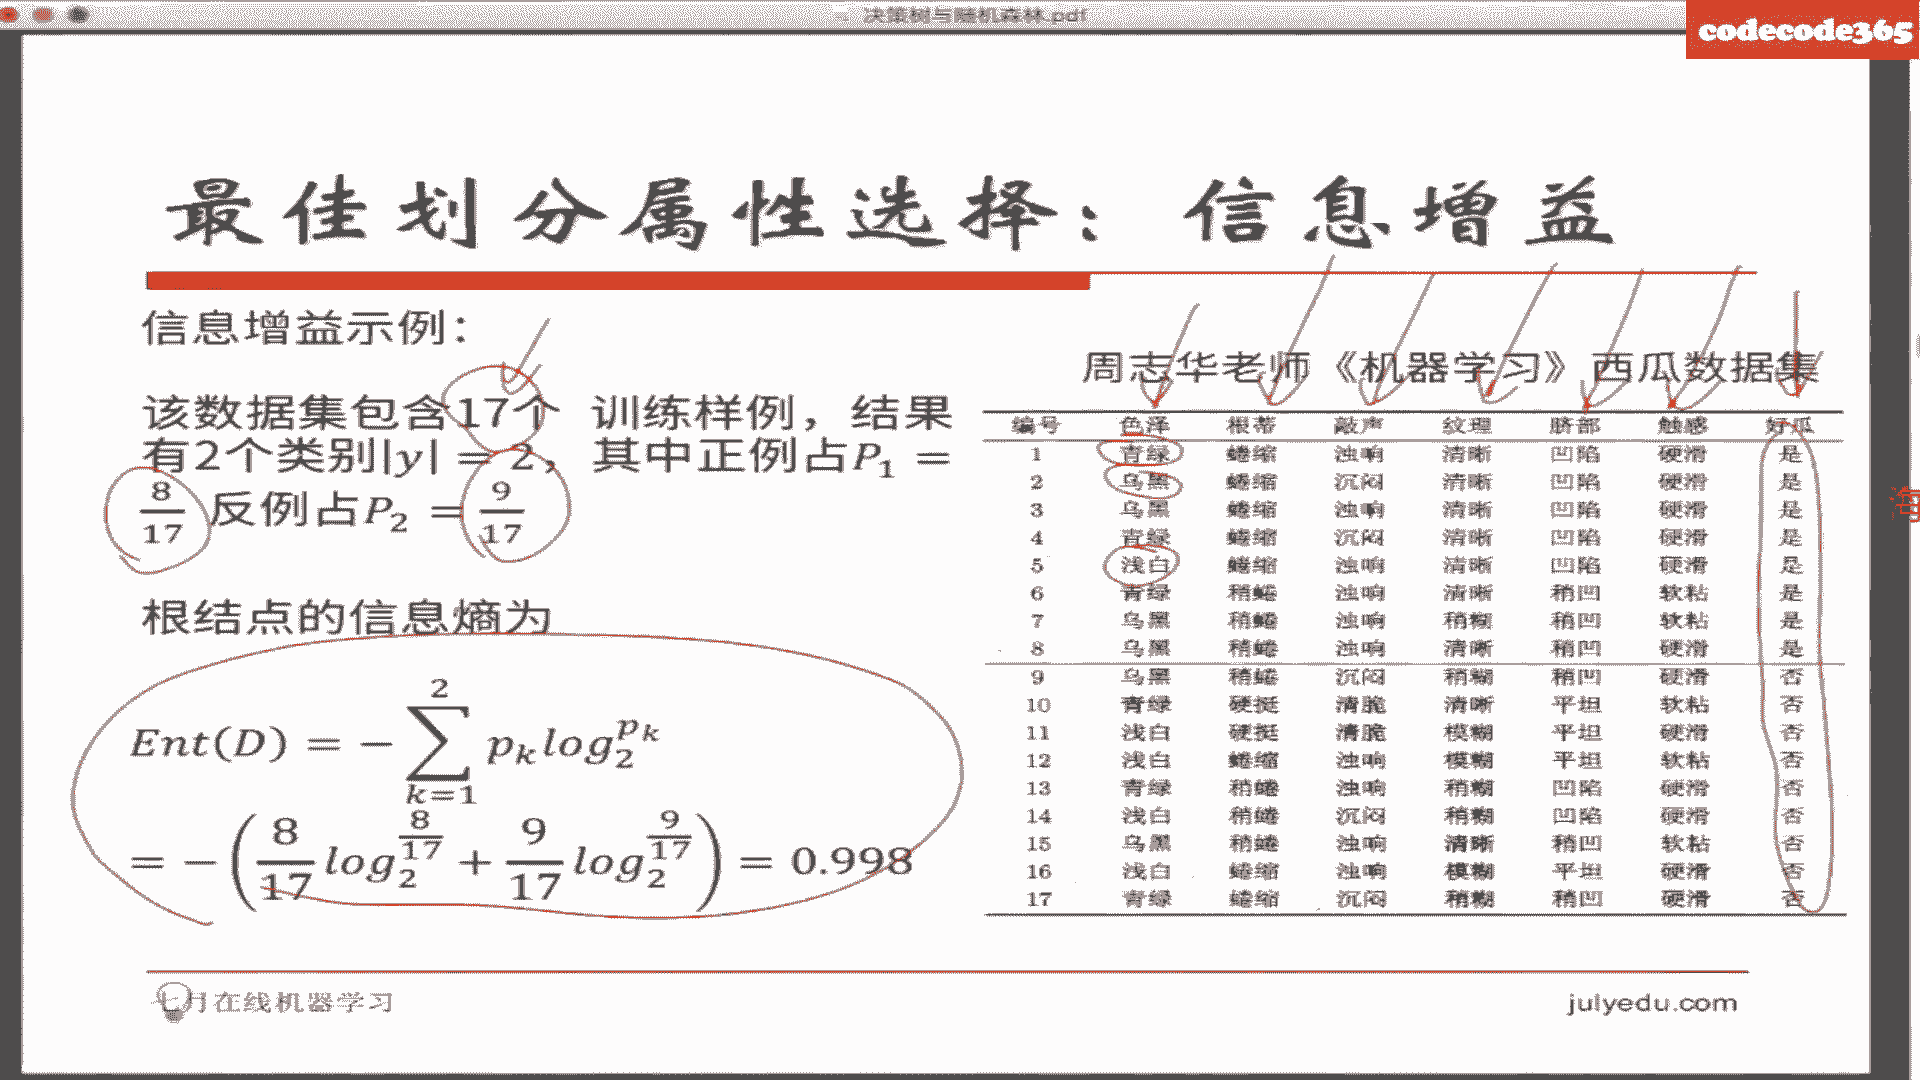 决策树与随机森林.pdf
codecode365
最佳划分属性选择：信息增益
信息增益示例：
该数据集包含17个 训练样例，结果
有2个类别|y| = 2，其中正例占P₁ =
8/17 反例占P₂ = 9/17
根结点的信息熵为
Ent(D) = − ∑_{k=1}^{2} p_k log_2^{p_k}
= − (8/17 log_2^{8/17} + 9/17 log_2^{9/17}) = 0.998
周志华老师《机器学习》西瓜数据集
编号 色泽 根蒂 敲声 纹理 脐部 触感 好瓜
1 青绿 蜷缩 浊响 清晰 凹陷 硬滑 是
2 乌黑 蜷缩 沉闷 清晰 凹陷 硬滑 是
3 乌黑 蜷缩 浊响 清晰 凹陷 硬滑 是
4 青绿 蜷缩 沉闷 清晰 凹陷 硬滑 是
5 浅白 蜷缩 浊响 清晰 凹陷 硬滑 是
6 青绿 稍蜷 浊响 清晰 稍凹 软粘 是
7 乌黑 稍蜷 浊响 稍糊 稍凹 软粘 是
8 乌黑 稍蜷 浊响 清晰 稍凹 硬滑 是
9 乌黑 稍蜷 沉闷 稍糊 稍凹 硬滑 否
10 青绿 硬挺 清脆 清晰 平坦 软粘 否
11 浅白 硬挺 清脆 模糊 平坦 硬滑 否
12 浅白 蜷缩 浊响 模糊 平坦 软粘 否
13 青绿 稍蜷 浊响 稍糊 凹陷 硬滑 否
14 浅白 稍蜷 沉闷 稍糊 凹陷 硬滑 否
15 乌黑 稍蜷 浊响 清晰 稍凹 软粘 否
16 浅白 蜷缩 浊响 模糊 平坦 硬滑 否
17 青绿 蜷缩 沉闷 稍糊 稍凹 硬滑 否
七月在线机器学习
julyedu.com